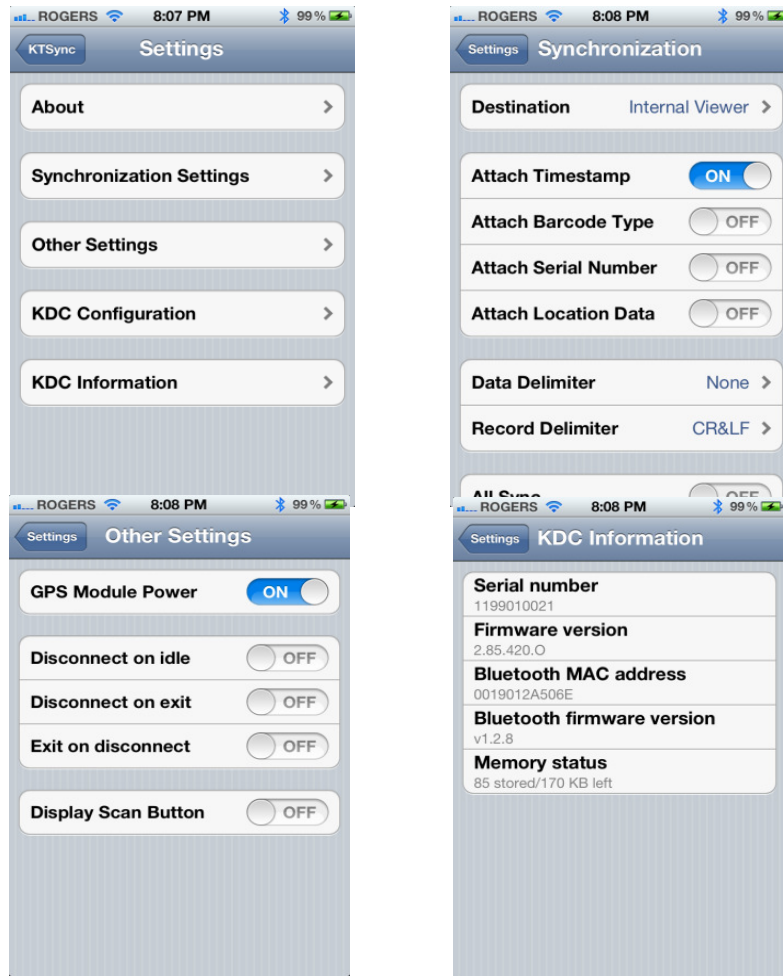 ROGERS 8:07 PM 99%
KTSync Settings
About
Synchronization Settings
Other Settings
KDC Configuration
KDC Information
ROGERS 8:08 PM 99%
Settings Synchronization
Destination Internal Viewer
Attach Timestamp ON
Attach Barcode Type OFF
Attach Serial Number OFF
Attach Location Data OFF
Data Delimiter None
Record Delimiter CR&LF
All Sync OFF
ROGERS 8:08 PM 99%
Settings Other Settings
GPS Module Power ON
Disconnect on idle OFF
Disconnect on exit OFF
Exit on disconnect OFF
Display Scan Button OFF
ROGERS 8:08 PM 99%
Settings KDC Information
Serial number
1199010021
Firmware version
2.85.420.O
Bluetooth MAC address
0019012A506E
Bluetooth firmware version
v1.2.8
Memory status
85 stored/170 KB left